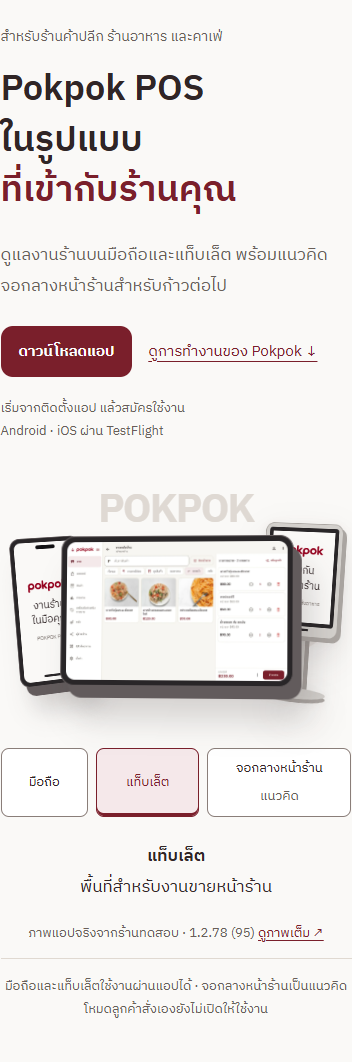 สำหรับร้านค้าปลีก ร้านอาหาร และคาเฟ่
Pokpok POS
ในรูปแบบ
ที่เข้ากับร้านคุณ
ดูแลงานร้านบนมือถือและแท็บเล็ต พร้อมแนวคิด
จอกลางหน้าร้านสำหรับก้าวต่อไป
ดาวน์โหลดแอป ดูการทำงานของ Pokpok ↓
เริ่มจากติดตั้งแอป แล้วสมัครใช้งาน
Android · iOS ผ่าน TestFlight
POKPOK
pokpok
มือถือ แท็บเล็ต จอกลางหน้าร้าน
แนวคิด
แท็บเล็ต
พื้นที่สำหรับงานขายหน้าร้าน
ภาพแอปจริงจากร้านทดสอบ · 1.2.78 (95) ดูภาพเต็ม ↗
มือถือและแท็บเล็ตใช้งานผ่านแอปได้ · จอกลางหน้าร้านเป็นแนวคิด
โหมดลูกค้าสั่งเองยังไม่เปิดให้ใช้งาน